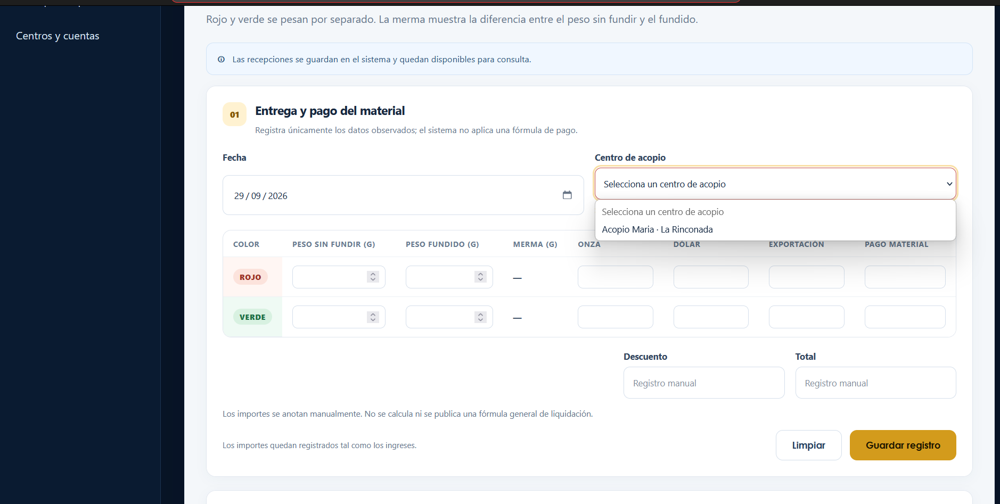 Rojo y verde se pesan por separado. La merma muestra la diferencia entre el peso sin fundir y el fundido.
Centros y cuentas
Las recepciones se guardan en el sistema y quedan disponibles para consulta.
01
Entrega y pago del material
Registra únicamente los datos observados; el sistema no aplica una fórmula de pago.
Fecha
29 / 09 / 2026
Centro de acopio
Selecciona un centro de acopio
Selecciona un centro de acopio
Acopio Maria · La Rinconada
COLOR PESO SIN FUNDIR (G) PESO FUNDIDO (G) MERMA (G) ONZA DÓLAR EXPORTACIÓN PAGO MATERIAL
ROJO —
VERDE —
Descuento Total
Registro manual Registro manual
Los importes se anotan manualmente. No se calcula ni se publica una fórmula general de liquidación.
Los importes quedan registrados tal como los ingreses.
Limpiar Guardar registro